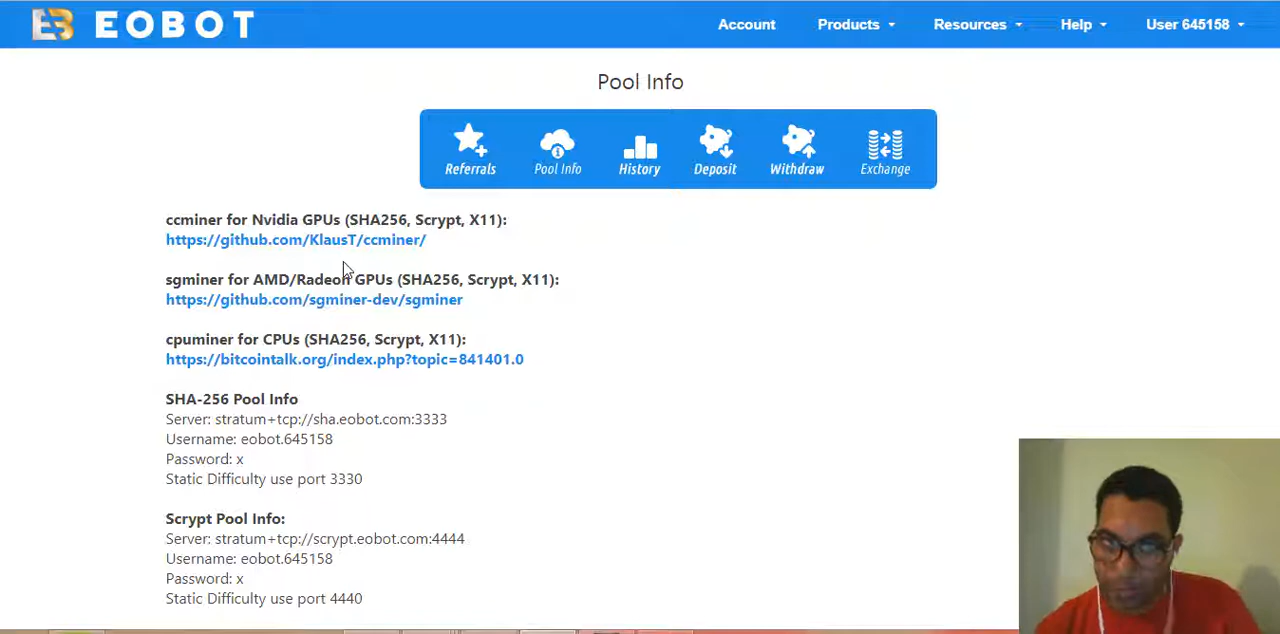 EB EOBOT
Account Products Resources Help User 645158
Pool Info
Referrals Pool Info History Deposit Withdraw Exchange
ccminer for Nvidia GPUs (SHA256, Scrypt, X11):
https://github.com/KlausT/ccminer/
sgminer for AMD/Radeon GPUs (SHA256, Scrypt, X11):
https://github.com/sgminer-dev/sgminer
cpuminer for CPUs (SHA256, Scrypt, X11):
https://bitcointalk.org/index.php?topic=841401.0
SHA-256 Pool Info
Server: stratum+tcp://sha.eobot.com:3333
Username: eobot.645158
Password: x
Static Difficulty use port 3330
Scrypt Pool Info:
Server: stratum+tcp://scrypt.eobot.com:4444
Username: eobot.645158
Password: x
Static Difficulty use port 4440